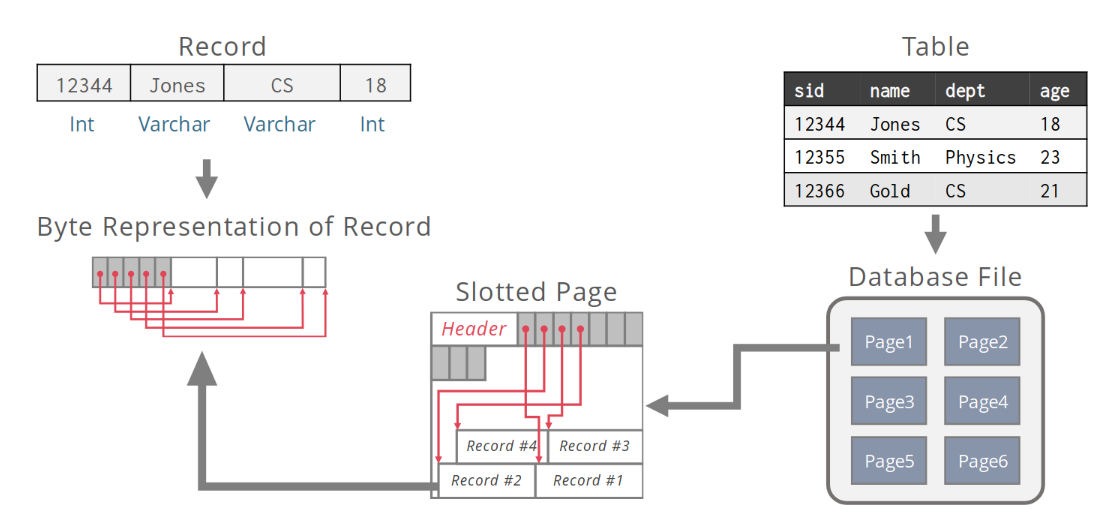 Record
12344 Jones CS 18
Int Varchar Varchar Int
Byte Representation of Record
Slotted Page
Header
Record #4 Record #3
Record #2 Record #1
Table
sid name dept age
12344 Jones CS 18
12355 Smith Physics 23
12366 Gold CS 21
Database File
Page1 Page2
Page3 Page4
Page5 Page6